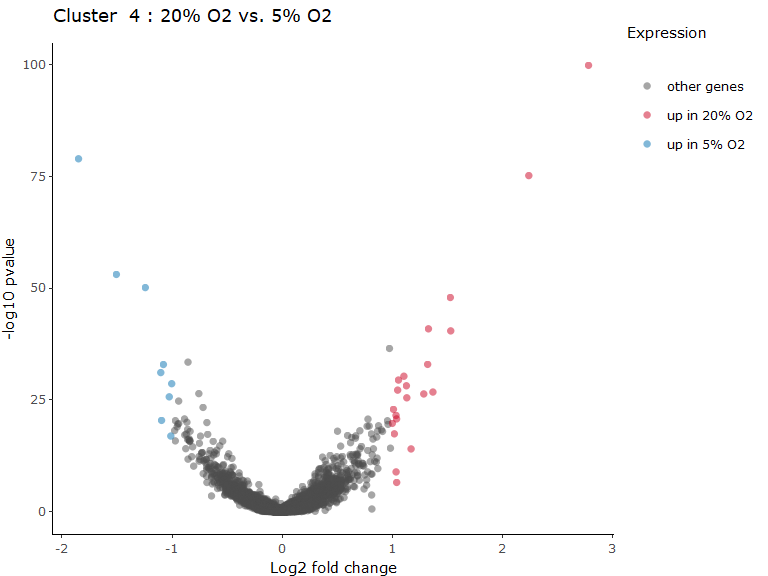 Cluster  4 : 20% O2 vs. 5% O2
Expression
other genes
up in 20% O2
up in 5% O2
-log10 pvalue
100
75
50
25
0
-2
-1
0
1
2
3
Log2 fold change